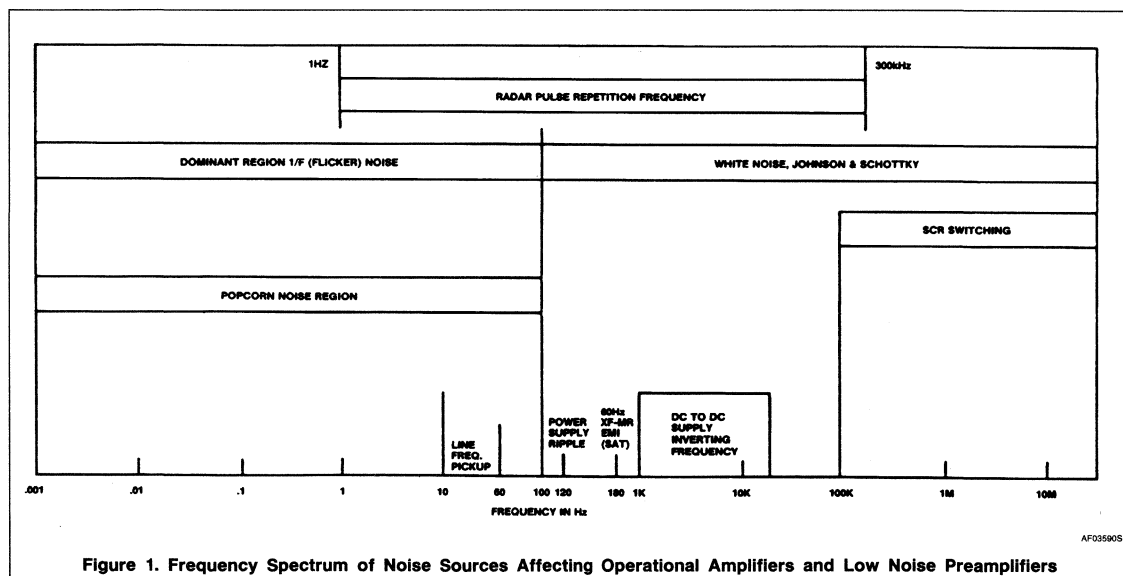 1HZ
300kHz
RADAR PULSE REPETITION FREQUENCY
DOMINANT REGION 1/F (FLICKER) NOISE
WHITE NOISE, JOHNSON & SCHOTTKY
SCR SWITCHING
POPCORN NOISE REGION
LINE
FREQ.
PICKUP
POWER
SUPPLY
RIPPLE
60Hz
XF-MR
EMI
(SAT)
DC TO DC
SUPPLY
INVERTING
FREQUENCY
.001 .01 .1 1 10 60 100 120 180 1K 10K 100K 1M 10M
FREQUENCY IN Hz
AF03590S
Figure 1. Frequency Spectrum of Noise Sources Affecting Operational Amplifiers and Low Noise Preamplifiers